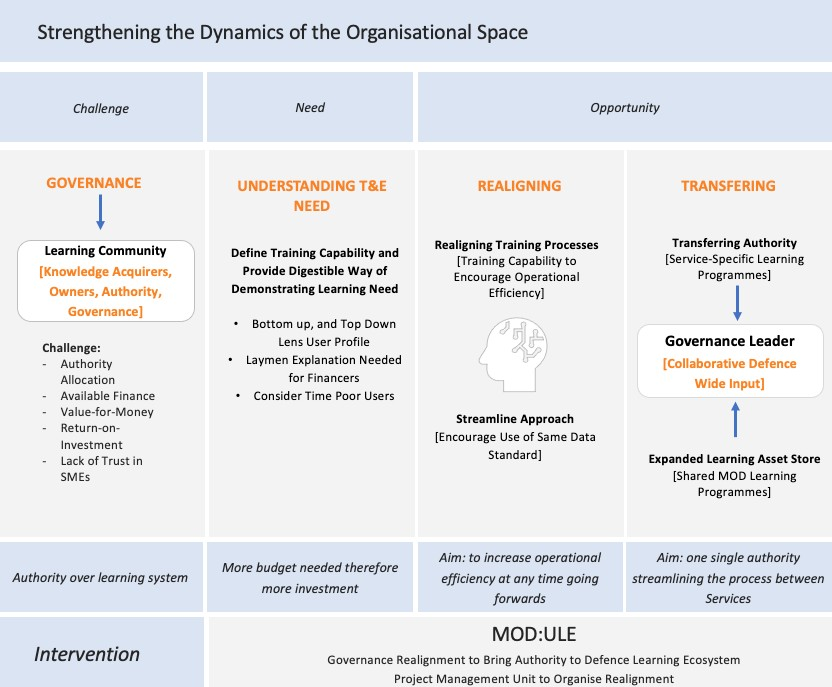 Strengthening the Dynamics of the Organisational Space
Challenge
Need
Opportunity
GOVERNANCE
Learning Community
[Knowledge Acquirers,
Owners, Authority,
Governance]
Challenge:
- Authority
Allocation
- Available Finance
- Value-for-Money
- Return-on-
Investment
- Lack of Trust in
SMEs
UNDERSTANDING T&E
NEED
Define Training Capability and
Provide Digestible Way of
Demonstrating Learning Need
• Bottom up, and Top Down
Lens User Profile
• Laymen Explanation Needed
for Financers
• Consider Time Poor Users
REALIGNING
Realigning Training Processes
[Training Capability to
Encourage Operational
Efficiency]
Streamline Approach
[Encourage Use of Same Data
Standard]
TRANSFERING
Transferring Authority
[Service-Specific Learning
Programmes]
Governance Leader
[Collaborative Defence
Wide Input]
Expanded Learning Asset Store
[Shared MOD Learning
Programmes]
Authority over learning system
More budget needed therefore
more investment
Aim: to increase operational
efficiency at any time going
forwards
Aim: one single authority
streamlining the process between
Services
Intervention
MOD:ULE
Governance Realignment to Bring Authority to Defence Learning Ecosystem
Project Management Unit to Organise Realignment